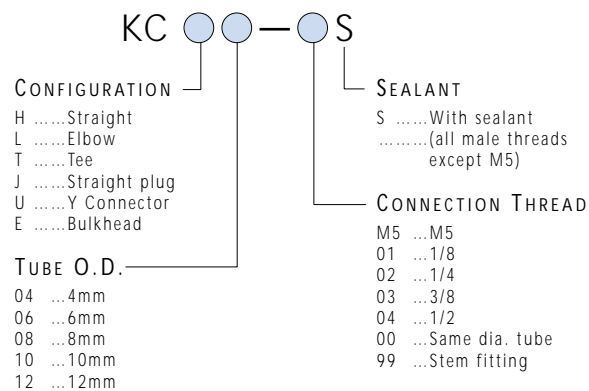 KC — S
CONFIGURATION
H ......Straight
L ......Elbow
T ......Tee
J ......Straight plug
U ......Y Connector
E ......Bulkhead
TUBE O.D.
04 ...4mm
06 ...6mm
08 ...8mm
10 ...10mm
12 ...12mm
SEALANT
S ......With sealant
.........(all male threads
except M5)
CONNECTION THREAD
M5 ...M5
01 ...1/8
02 ...1/4
03 ...3/8
04 ...1/2
00 ...Same dia. tube
99 ...Stem fitting